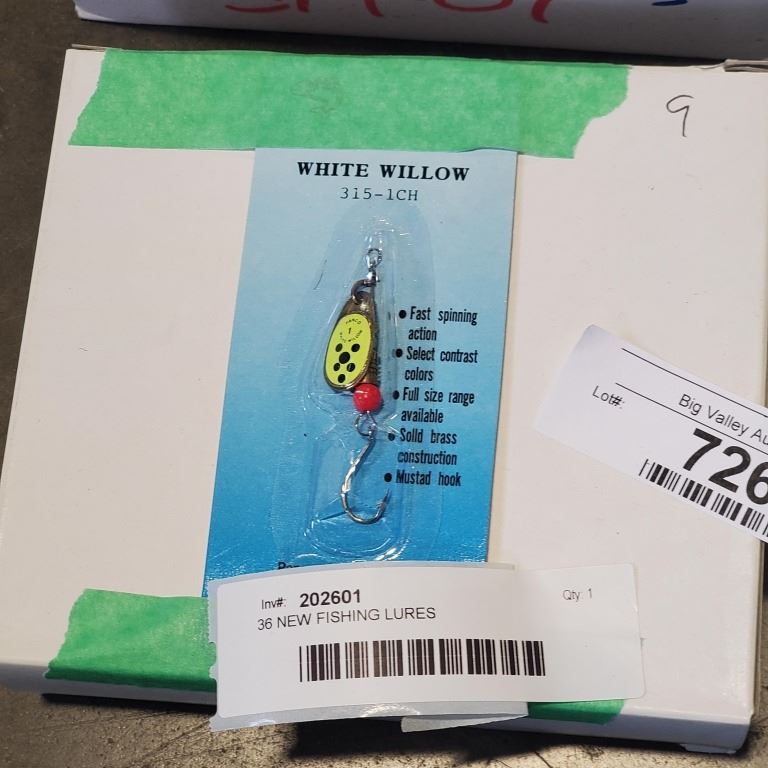 9
WHITE WILLOW
315-1CH
1
• Fast spinning
action
• Select contrast
colors
• Full size range
available
• Solid brass
construction
• Mustad hook
Big Valley Au
Lot#:
726
Inv#: 202601
Qty: 1
36 NEW FISHING LURES